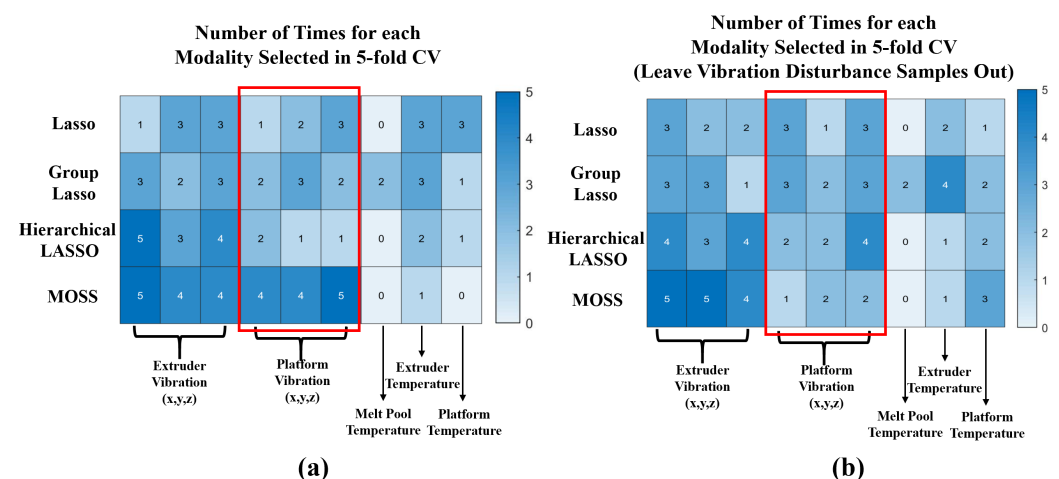 Number of Times for each
Modality Selected in 5-fold CV
Lasso
1 3 3 1 2 3 0 3 3
Group
Lasso
3 2 3 2 3 2 2 3 1
Hierarchical
LASSO
5 3 4 2 1 1 0 2 1
MOSS
5 4 4 4 4 5 0 1 0
5
4
3
2
1
0
Extruder
Vibration
(x,y,z)
Platform
Vibration
(x,y,z)
Extruder
Temperature
Melt Pool
Temperature
Platform
Temperature
(a)
Number of Times for each
Modality Selected in 5-fold CV
(Leave Vibration Disturbance Samples Out)
Lasso
3 2 2 3 1 3 0 2 1
Group
Lasso
3 3 1 3 2 3 2 4 2
Hierarchical
LASSO
4 3 4 2 2 4 0 1 2
MOSS
5 5 4 1 2 2 0 1 3
5
4
3
2
1
0
Extruder
Vibration
(x,y,z)
Platform
Vibration
(x,y,z)
Extruder
Temperature
Melt Pool
Temperature
Platform
Temperature
(b)